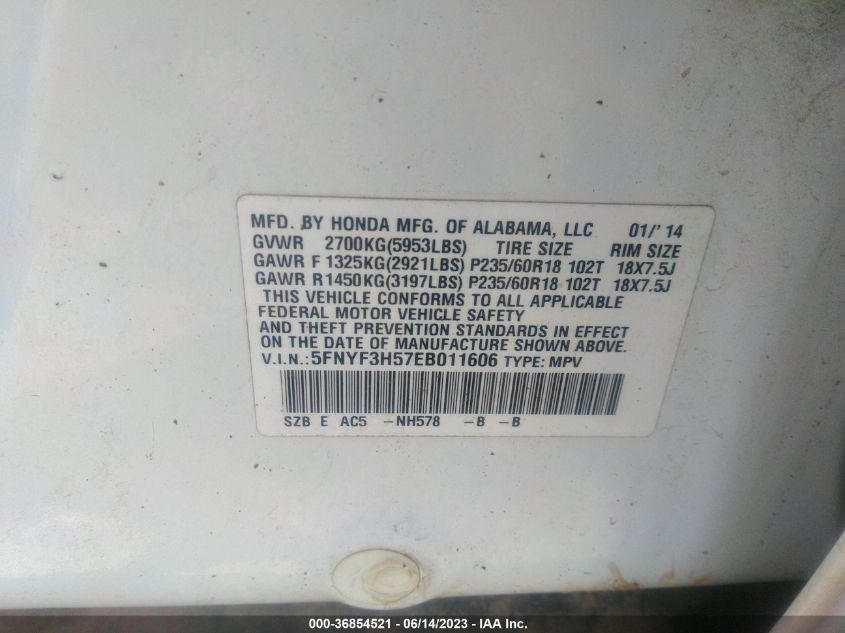 MFD. BY HONDA MFG. OF ALABAMA, LLC 01/'14
GVWR 2700KG(5953LBS) TIRE SIZE RIM SIZE
GAWR F 1325KG(2921LBS) P235/60R18 102T 18X7.5J
GAWR R1450KG(3197LBS) P235/60R18 102T 18X7.5J
THIS VEHICLE CONFORMS TO ALL APPLICABLE
FEDERAL MOTOR VEHICLE SAFETY
AND THEFT PREVENTION STANDARDS IN EFFECT
ON THE DATE OF MANUFACTURE SHOWN ABOVE.
V.I.N.:5FNYF3H57EB011606 TYPE: MPV
SZB E AC5 -NH578 -B -B
000-36854521 - 06/14/2023 - IAA Inc.